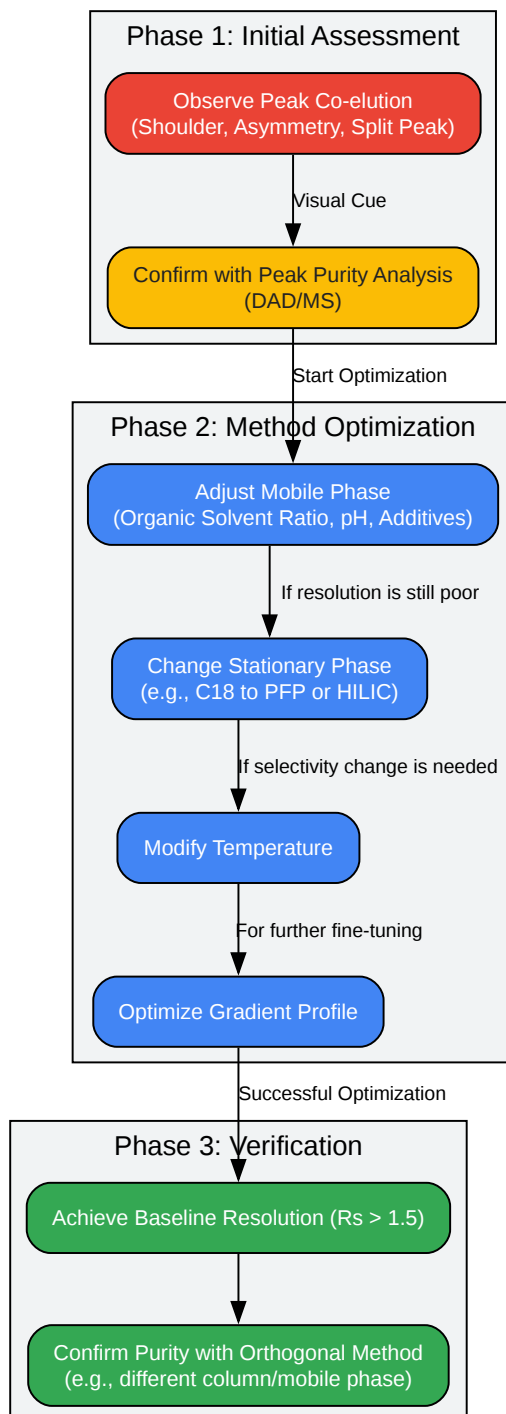 Phase 1: Initial Assessment
Observe Peak Co-elution
(Shoulder, Asymmetry, Split Peak)
Visual Cue
Confirm with Peak Purity Analysis
(DAD/MS)
Start Optimization
Phase 2: Method Optimization
Adjust Mobile Phase
(Organic Solvent Ratio, pH, Additives)
If resolution is still poor
Change Stationary Phase
(e.g., C18 to PFP or HILIC)
If selectivity change is needed
Modify Temperature
For further fine-tuning
Optimize Gradient Profile
Successful Optimization
Phase 3: Verification
Achieve Baseline Resolution (Rs > 1.5)
Confirm Purity with Orthogonal Method
(e.g., different column/mobile phase)